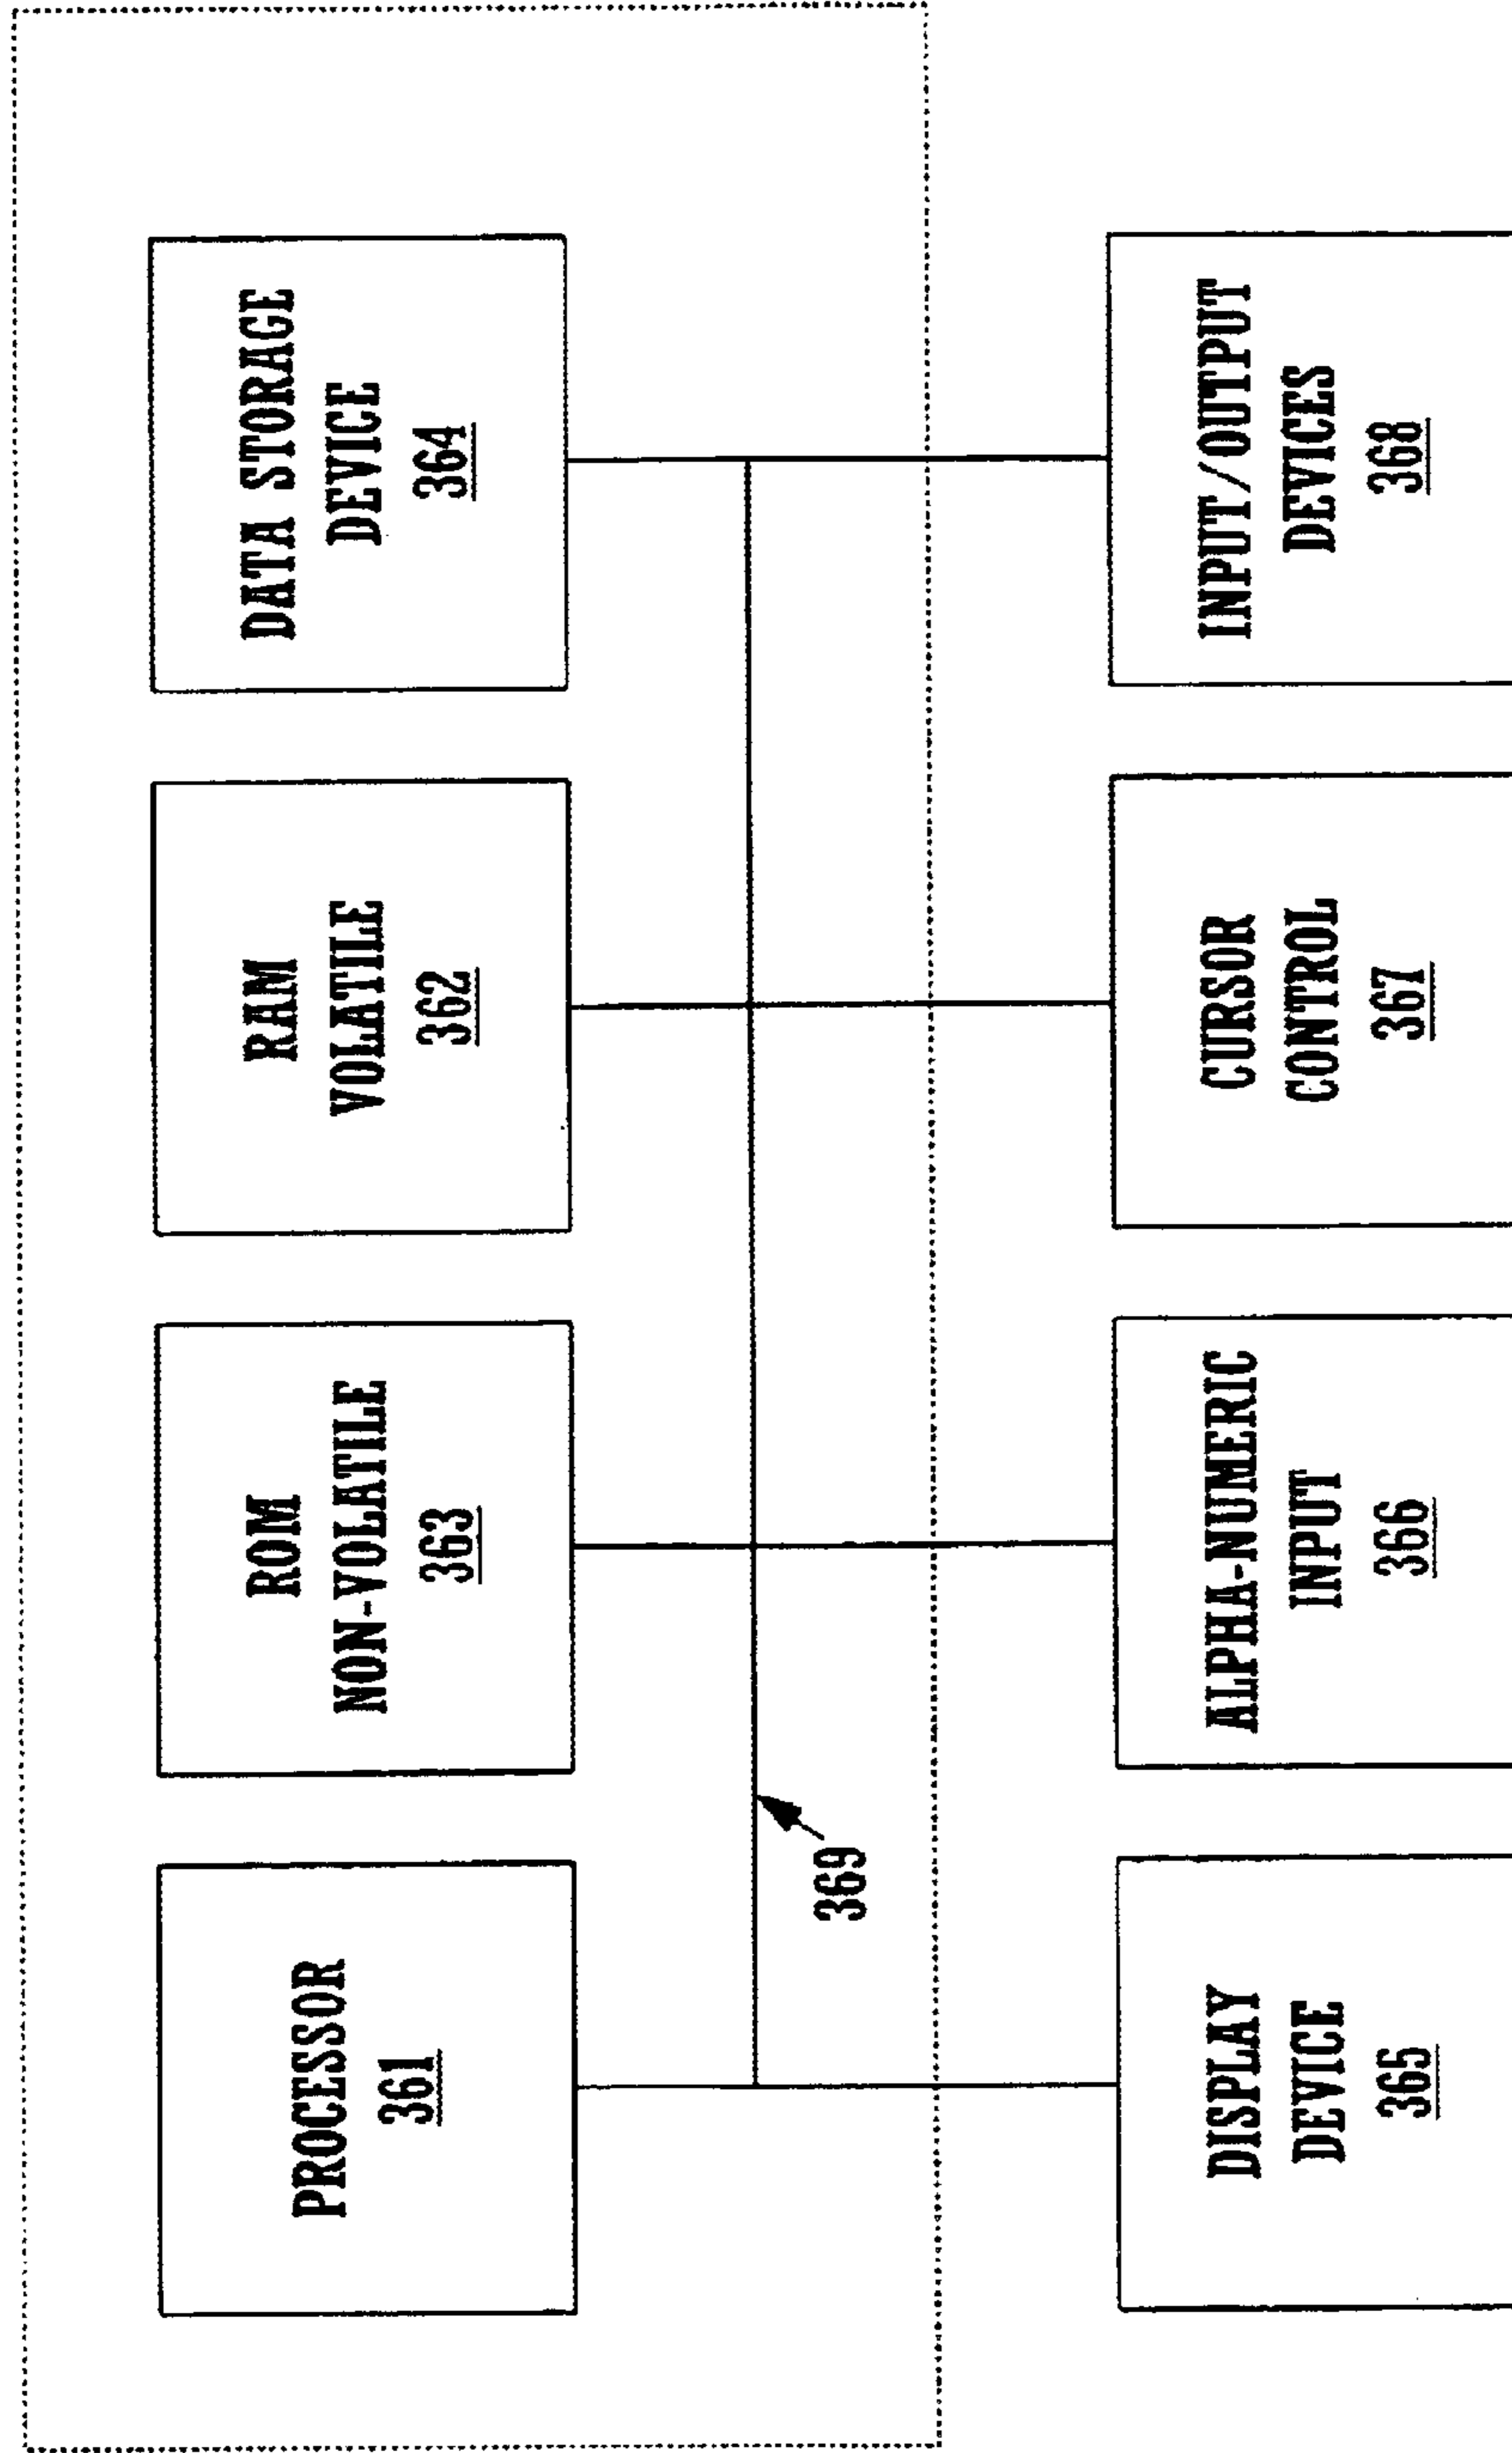 PROCESSOR
361
ROM
NON-VOLATILE
363
RAM
VOLATILE
362
DATA STORAGE
DEVICE
364
369
DISPLAY
DEVICE
365
ALPHA-NUMERIC
INPUT
366
CURSOR
CONTROL
367
INPUT/OUTPUT
DEVICES
368